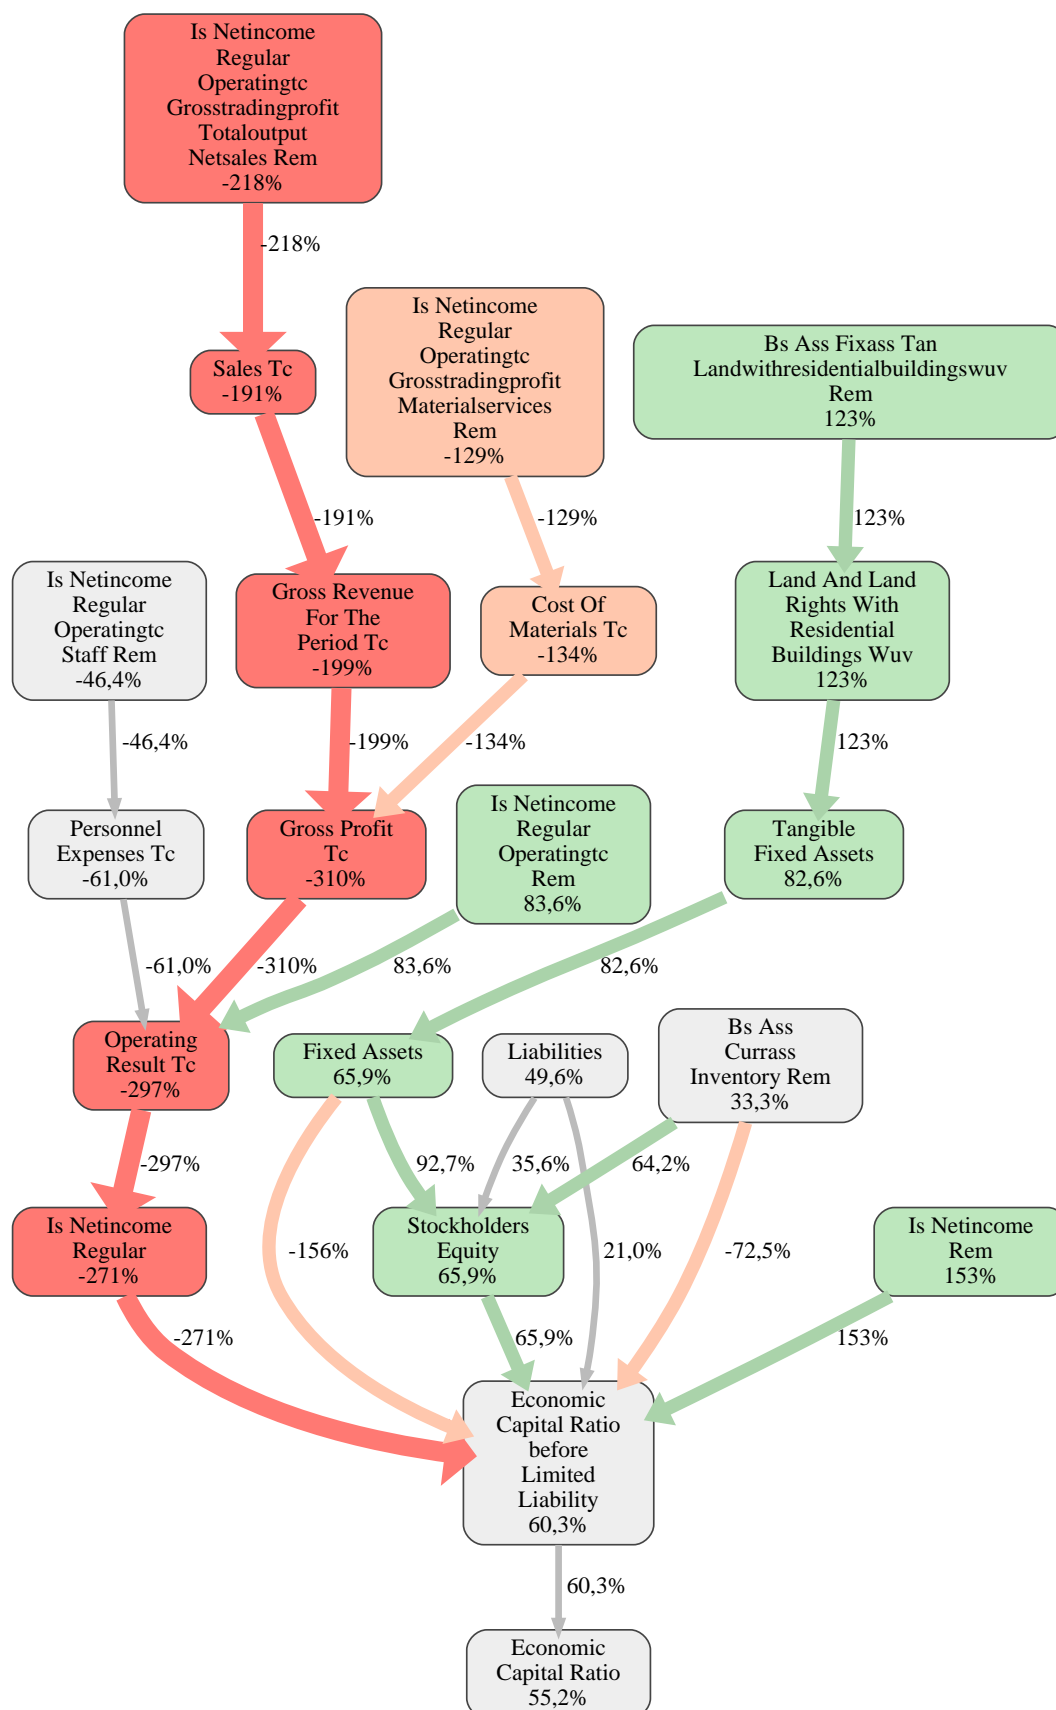 Is Netincome
Regular
Operatingtc
Grosstradingprofit
Totaloutput
Netsales Rem
-218%
-218%
Sales Tc
-191%
Is Netincome
Regular
Operatingtc
Grosstradingprofit
Materialservices
Rem
-129%
Bs Ass Fixass Tan
Landwithresidentialbuildingswuv
Rem
123%
-191%
-129%
123%
Is Netincome
Regular
Operatingtc
Staff Rem
-46,4%
Gross Revenue
For The
Period Tc
-199%
Cost Of
Materials Tc
-134%
Land And Land
Rights With
Residential
Buildings Wuv
123%
-46,4%
-199%
-134%
123%
Personnel
Expenses Tc
-61,0%
Gross Profit
Tc
-310%
Is Netincome
Regular
Operatingtc
Rem
83,6%
Tangible
Fixed Assets
82,6%
-61,0%
-310%
83,6%
82,6%
Operating
Result Tc
-297%
Fixed Assets
65,9%
Liabilities
49,6%
Bs Ass
Currass
Inventory Rem
33,3%
-297%
92,7%
35,6%
64,2%
Is Netincome
Regular
-271%
-156%
Stockholders
Equity
65,9%
21,0%
-72,5%
Is Netincome
Rem
153%
-271%
65,9%
153%
Economic
Capital Ratio
before
Limited
Liability
60,3%
60,3%
Economic
Capital Ratio
55,2%